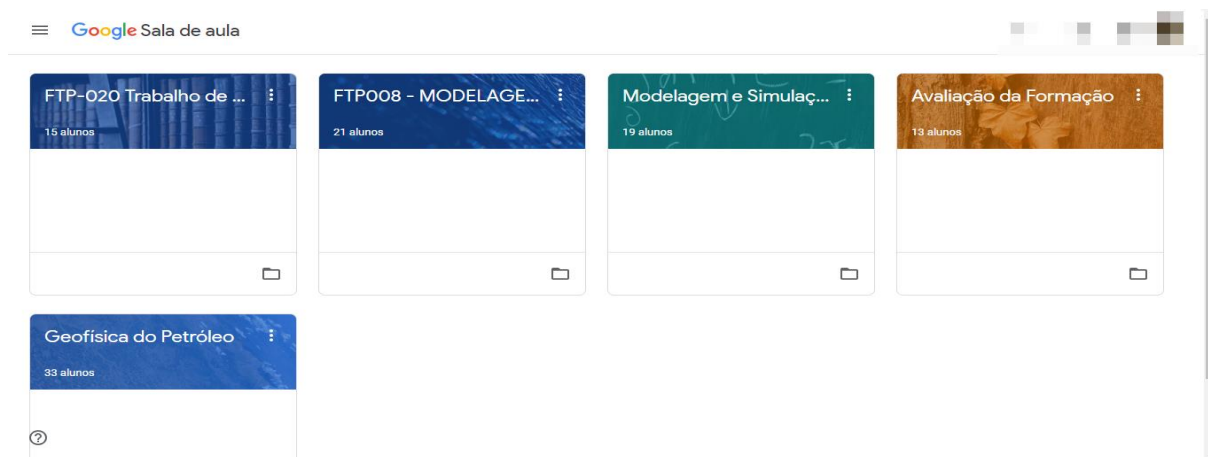 Google Sala de aula
FTP-020 Trabalho de ...
15 alunos
FTP008 - MODELAGE...
21 alunos
Modelagem e Simulaç...
19 alunos
Avaliação da Formação
13 alunos
Geofísica do Petróleo
33 alunos